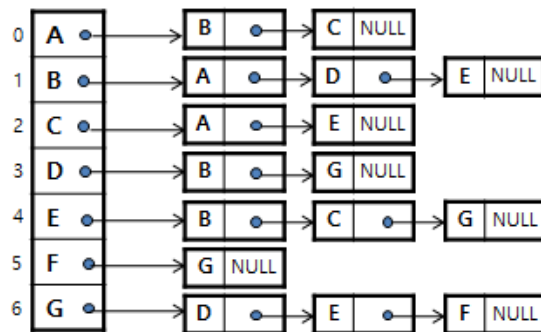 0 A B C NULL
1 B A D E NULL
2 C A E NULL
3 D B G NULL
4 E B C G NULL
5 F G NULL
6 G D E F NULL